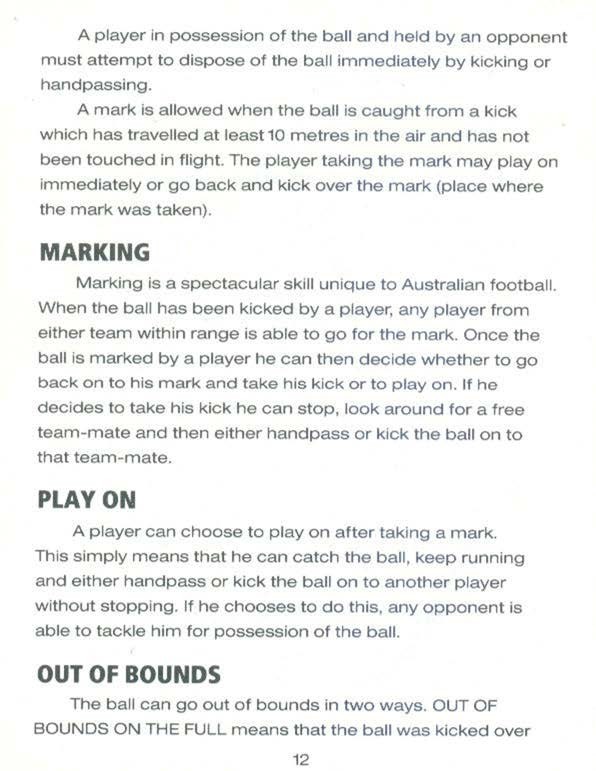 A player in possession of the ball and held by an opponent
must attempt to dispose of the ball immediately by kicking or
handpassing.
A mark is allowed when the ball is caught from a kick
which has travelled at least 10 metres in the air and has not
been touched in flight. The player taking the mark may play on
immediately or go back and kick over the mark (place where
the mark was taken).
MARKING
Marking is a spectacular skill unique to Australian football.
When the ball has been kicked by a player, any player from
either team within range is able to go for the mark. Once the
ball is marked by a player he can then decide whether to go
back on to his mark and take his kick or to play on. If he
decides to take his kick he can stop, look around for a free
team-mate and then either handpass or kick the ball on to
that team-mate.
PLAY ON
A player can choose to play on after taking a mark.
This simply means that he can catch the ball, keep running
and either handpass or kick the ball on to another player
without stopping. If he chooses to do this, any opponent is
able to tackle him for possession of the ball.
OUT OF BOUNDS
The ball can go out of bounds in two ways. OUT OF
BOUNDS ON THE FULL means that the ball was kicked over
12